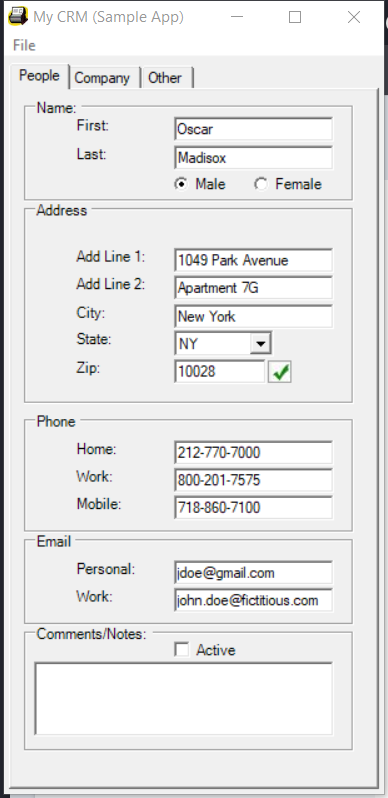 My CRM (Sample App)
File
People Company Other
Name:
First: Oscar
Last: Madisox
Male Female
Address
Add Line 1: 1049 Park Avenue
Add Line 2: Apartment 7G
City: New York
State: NY
Zip: 10028
Phone
Home: 212-770-7000
Work: 800-201-7575
Mobile: 718-860-7100
Email
Personal: jdoe@gmail.com
Work: john.doe@fictitious.com
Comments/Notes:
Active